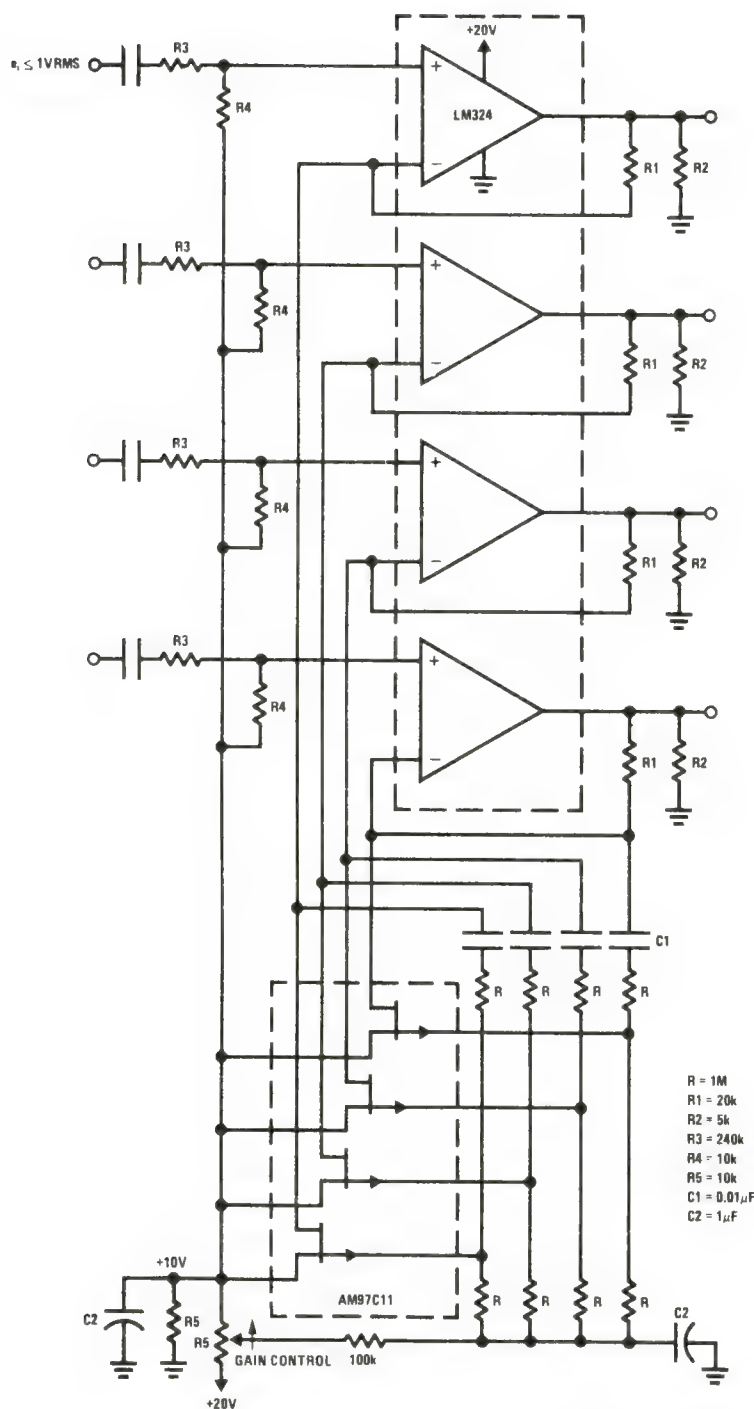 +20V
eᵢ ≤ 1V RMS
R3
R4
+
LM324
−
R1
R2
R3
R4
+
−
R1
R2
R3
R4
+
−
R1
R2
R3
R4
+
−
R1
R2
C1
R
R
R
R
R = 1M
R1 = 20k
R2 = 5k
R3 = 240k
R4 = 10k
R5 = 10k
C1 = 0.01µF
C2 = 1µF
+10V
AM97C11
R
R
R
R
C2
R5
R5
GAIN CONTROL
100k
C2
+20V